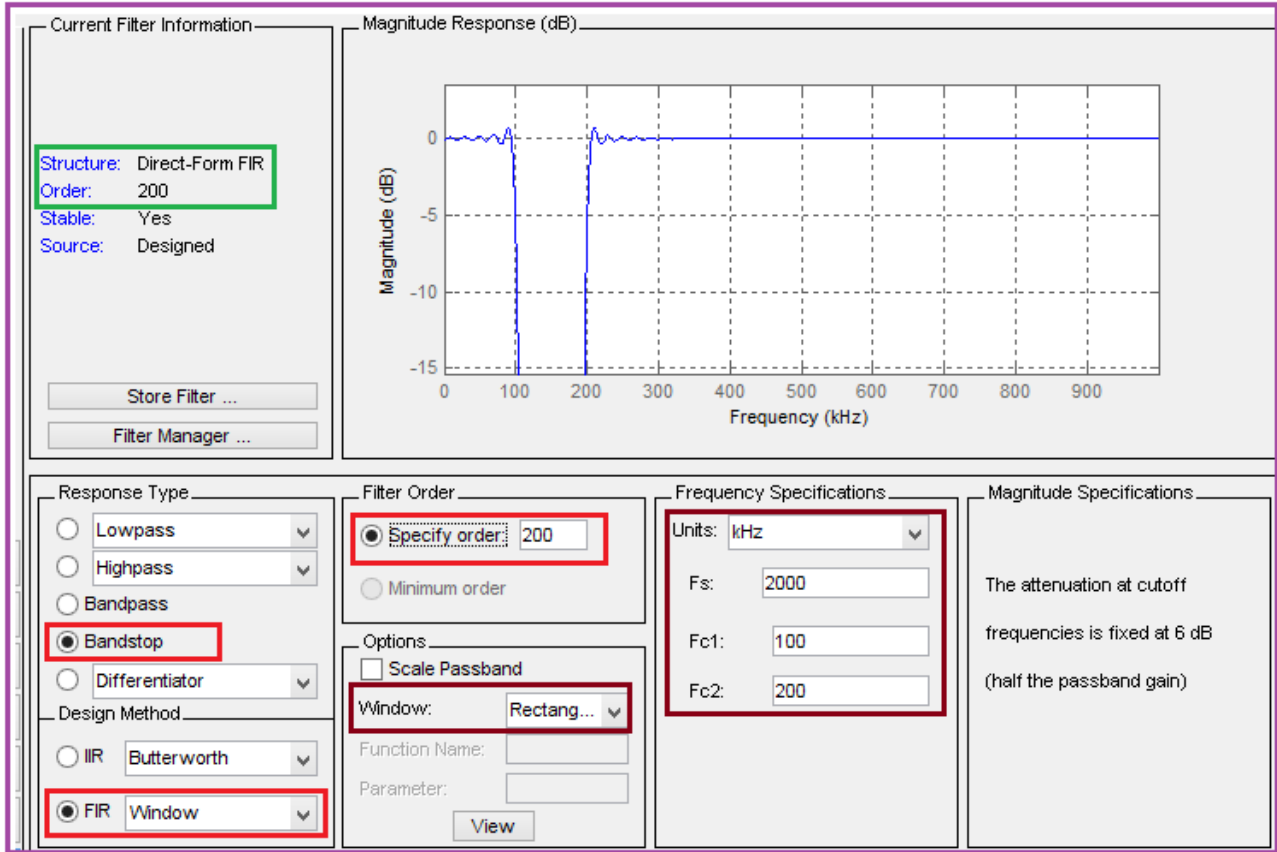 Current Filter Information
Structure: Direct-Form FIR
Order: 200
Stable: Yes
Source: Designed
Store Filter ...
Filter Manager ...
Magnitude Response (dB)
Magnitude (dB)
0
-5
-10
-15
0 100 200 300 400 500 600 700 800 900
Frequency (kHz)
Response Type
Lowpass
Highpass
Bandpass
Bandstop
Differentiator
Design Method
IIR Butterworth
FIR Window
Filter Order
Specify order: 200
Minimum order
Options
Scale Passband
Window: Rectang...
Function Name:
Parameter:
View
Frequency Specifications
Units: kHz
Fs: 2000
Fc1: 100
Fc2: 200
Magnitude Specifications
The attenuation at cutoff
frequencies is fixed at 6 dB
(half the passband gain)